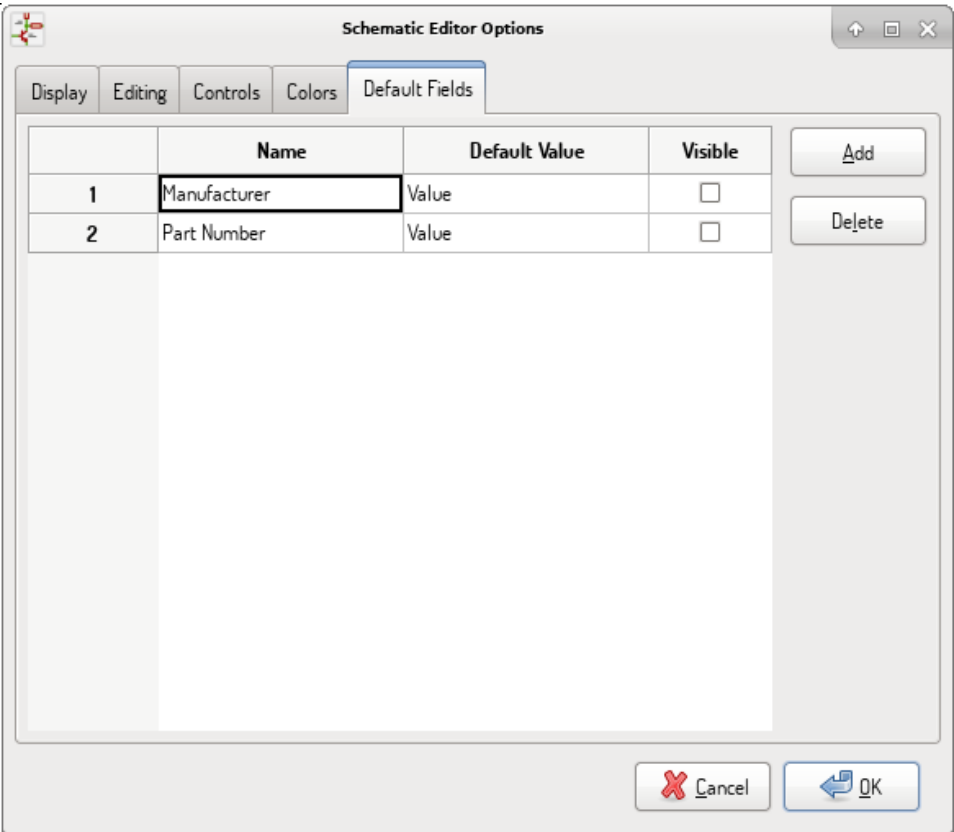 Schematic Editor Options
Display Editing Controls Colors Default Fields
Name Default Value Visible Add
1 Manufacturer Value
2 Part Number Value Delete
Cancel OK